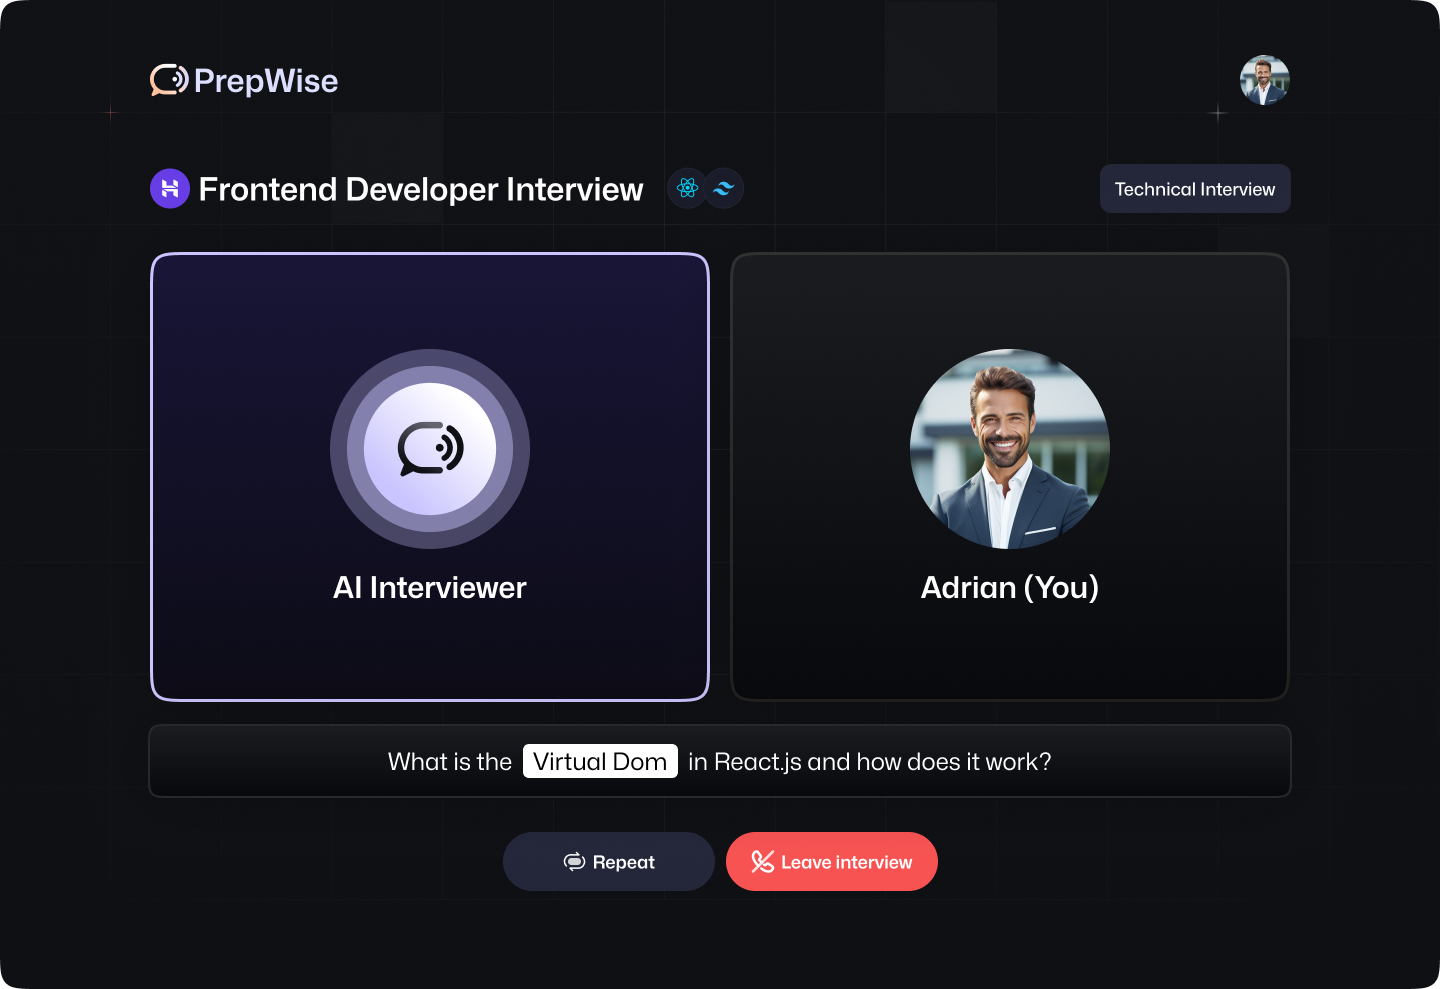 PrepWise
Frontend Developer Interview
Technical Interview
AI Interviewer
Adrian (You)
What is the Virtual Dom in React.js and how does it work?
Repeat
Leave interview